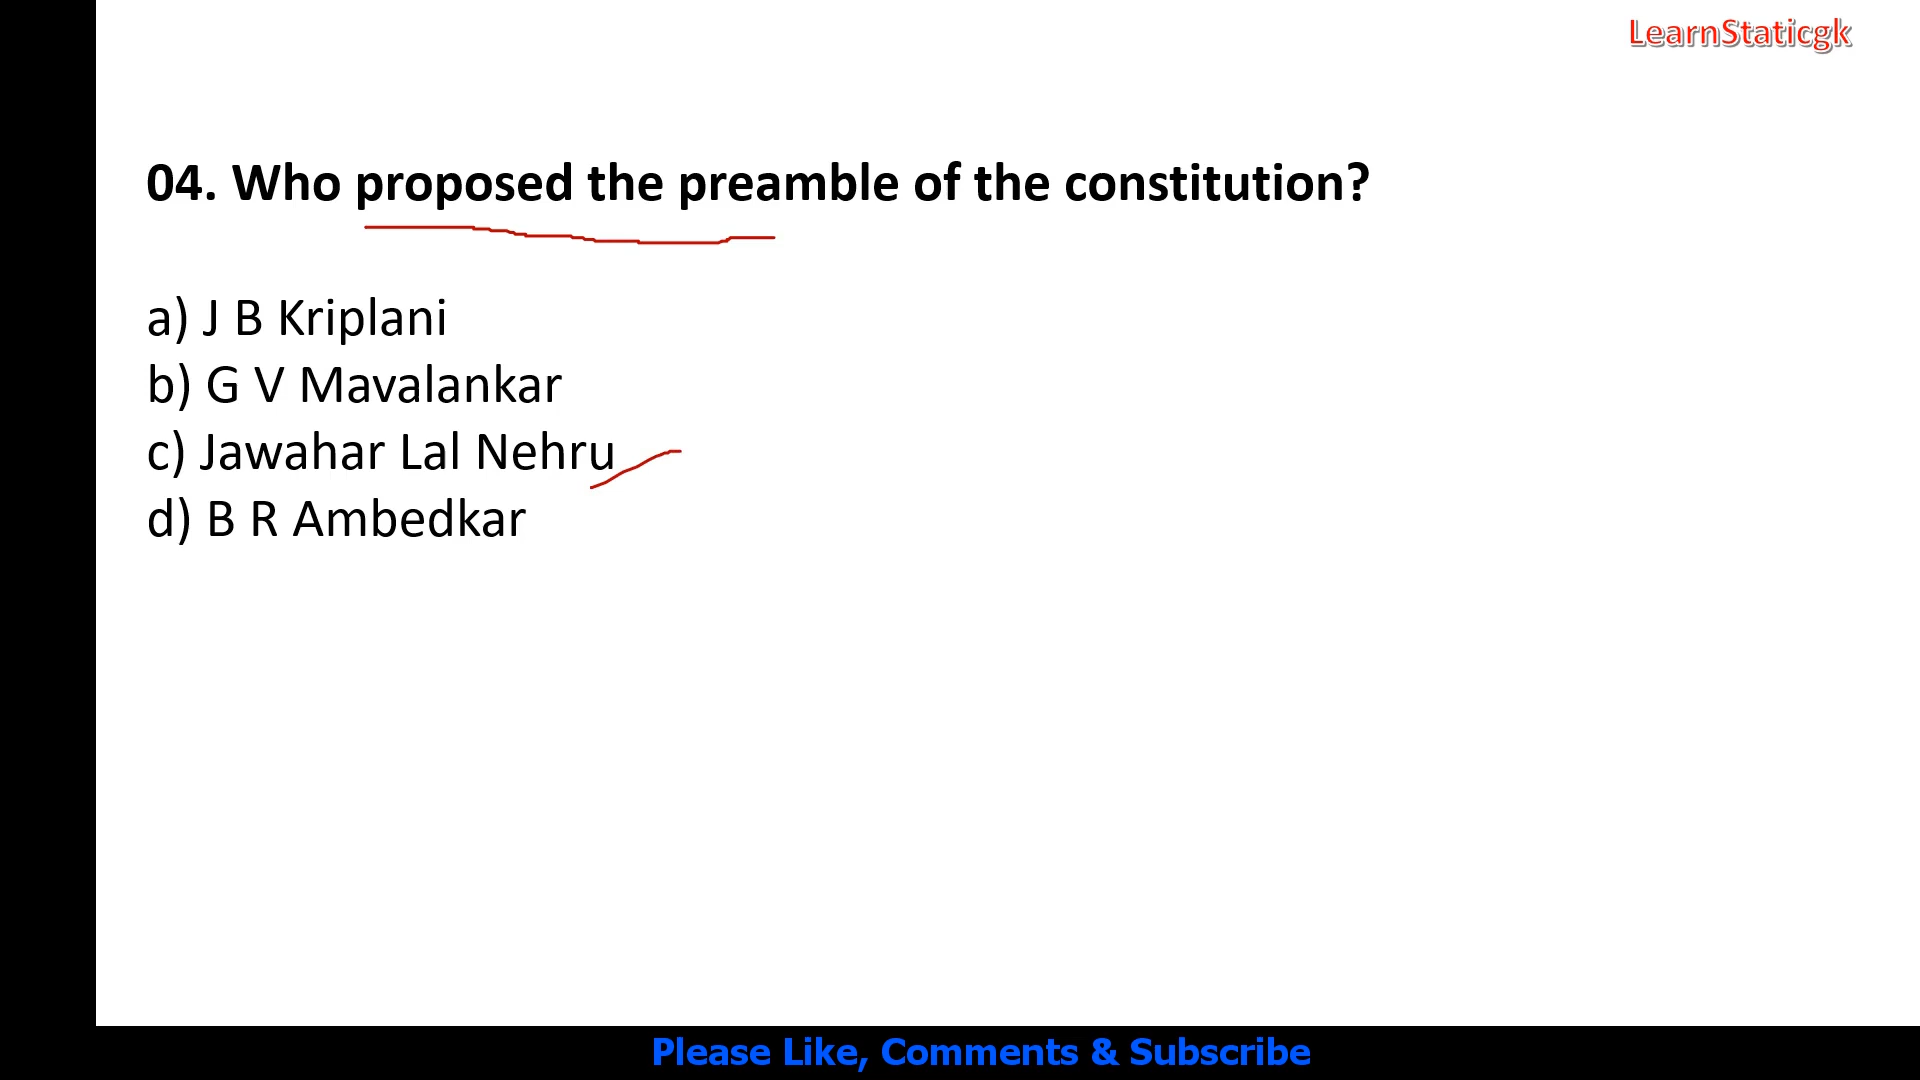 LearnStaticgk
04. Who proposed the preamble of the constitution?
a) J B Kriplani
b) G V Mavalankar
c) Jawahar Lal Nehru
d) B R Ambedkar
Please Like, Comments & Subscribe